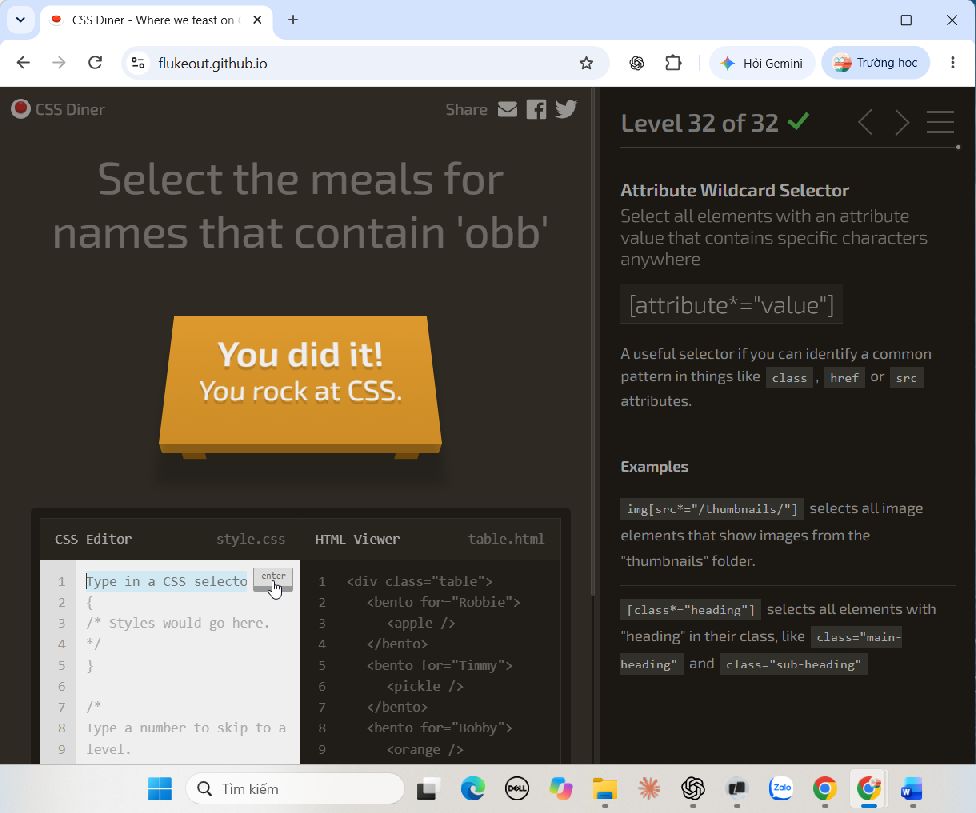 CSS Diner - Where we feast on
flukeout.github.io
Hỏi Gemini
Trường học
CSS Diner
Share
Select the meals for
names that contain 'obb'
You did it!
You rock at CSS.
CSS Editor
style.css
HTML Viewer
table.html
1 Type in a CSS selecto
enter
2 {
3 /* Styles would go here.
4 */
5 }
6
7 /*
8 Type a number to skip to a
9 level.
1 <div class="table">
2 <bento for="Robbie">
3 <apple />
4 </bento>
5 <bento for="Timmy">
6 <pickle />
7 </bento>
8 <bento for="Bobby">
9 <orange />
Level 32 of 32
Attribute Wildcard Selector
Select all elements with an attribute
value that contains specific characters
anywhere
[attribute*="value"]
A useful selector if you can identify a common
pattern in things like class , href or src
attributes.
Examples
img[src*="/thumbnails/"] selects all image
elements that show images from the
"thumbnails" folder.
[class*="heading"] selects all elements with
"heading" in their class, like class="main-
heading" and class="sub-heading"
Tìm kiếm
DELL
Zalo
W